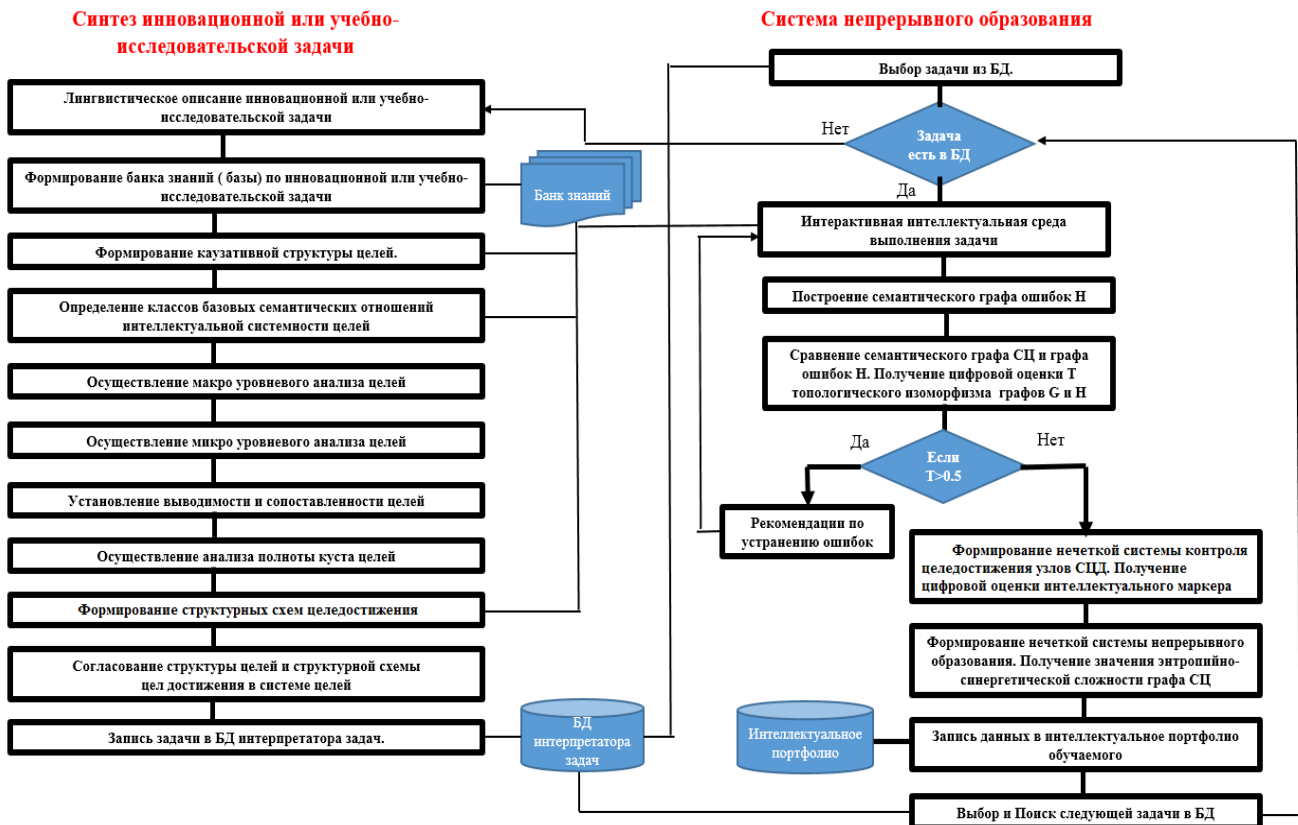 Синтез инновационной или учебно-
исследовательской задачи
Лингвистическое описание инновационной или учебно-
исследовательской задачи
Формирование банка знаний ( базы) по инновационной или учебно-
исследовательской задачи
Банк знаний
Формирование каузативной структуры целей.
Определение классов базовых семантических отношений
интеллектуальной системности целей
Осуществление макро уровневого анализа целей
Осуществление микро уровневого анализа целей
Установление выводимости и сопоставленности целей
Осуществление анализа полноты куста целей
Формирование структурных схем целедостижения
Согласование структуры целей и структурной схемы
цел достижения в системе целей
Запись задачи в БД интерпретатора задач.
БД
интерпретатора
задач
Система непрерывного образования
Выбор задачи из БД.
Задача
есть в БД
Нет
Да
Интерактивная интеллектуальная среда
выполнения задачи
Построение семантического графа ошибок H
Сравнение семантического графа СЦ и графа
ошибок H. Получение цифровой оценки T
топологического изоморфизма графов G и H
Если
T>0.5
Да
Нет
Рекомендации по
устранению ошибок
Формирование нечеткой системы контроля
целедостижения узлов СЦД. Получение
цифровой оценки интеллектуального маркера
Формирование нечеткой системы непрерывного
образования. Получение значения энтропийно-
синергетической сложности графа СЦ
Интеллектуальное
портфолио
Запись данных в интеллектуальное портфолио
обучаемого
Выбор и Поиск следующей задачи в БД